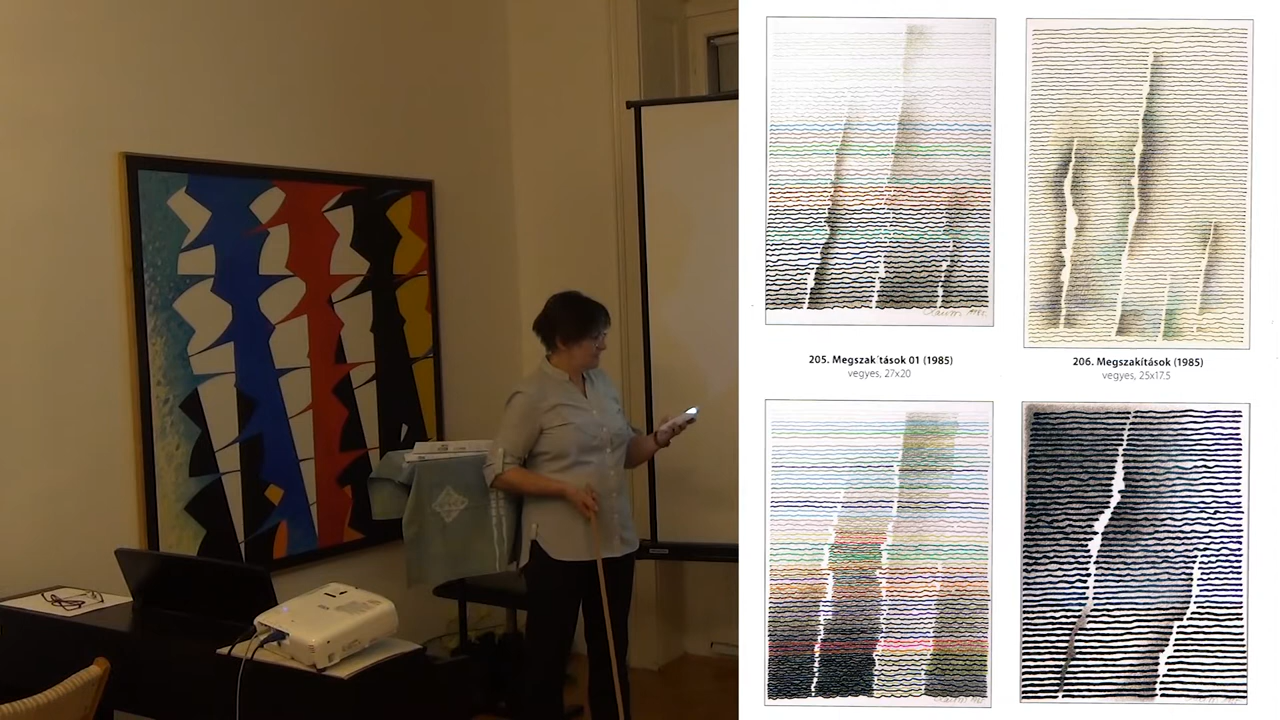 205. Megszak´tások 01 (1985)
vegyes, 27x20
206. Megszakítások (1985)
vegyes, 25x17.5